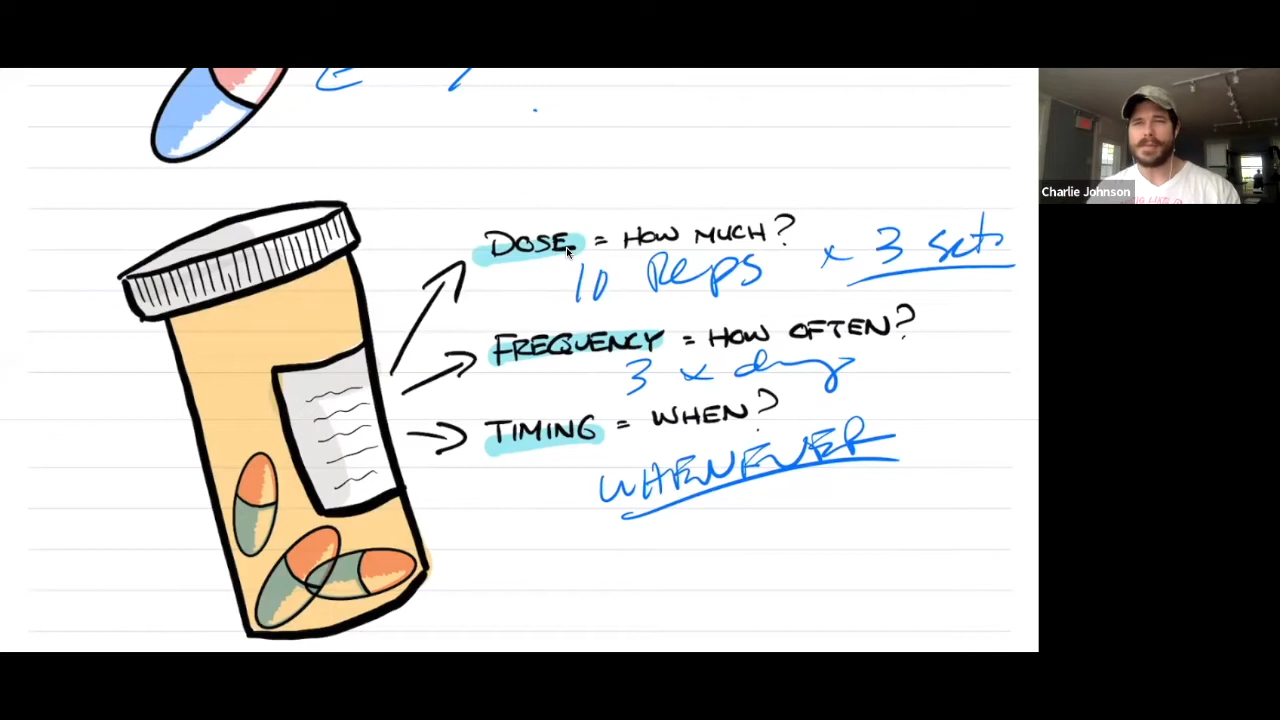 Charlie Johnson
DOSE = HOW MUCH?
10 Reps x 3 sets
FREQUENCY = HOW OFTEN?
3 x day
TIMING = WHEN?
WHENEVER